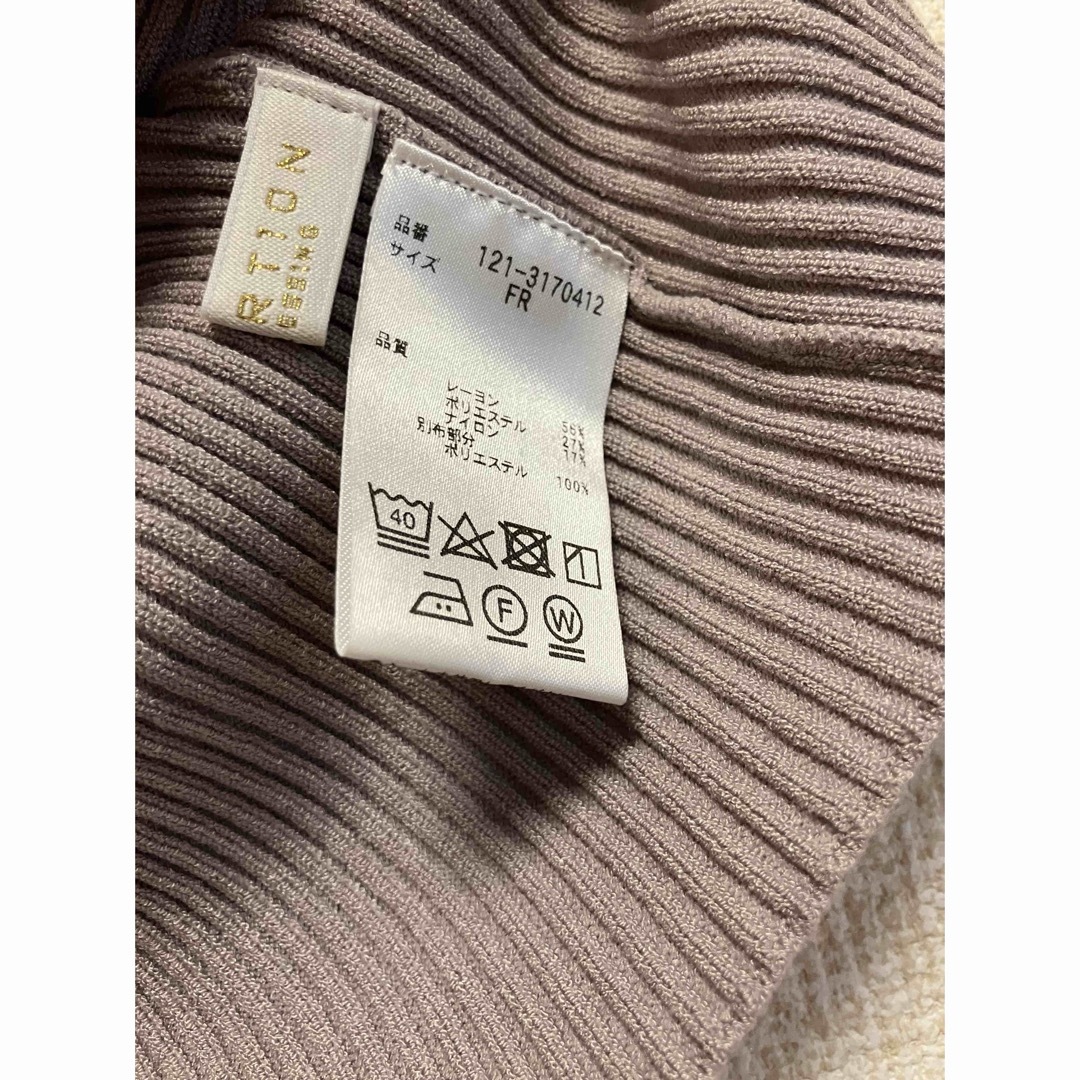 品番 121-3170412
サイズ FR
品質
レーヨン 56%
ポリエステル 27%
ナイロン 17%
別布部分
ポリエステル 100%
40
F
W